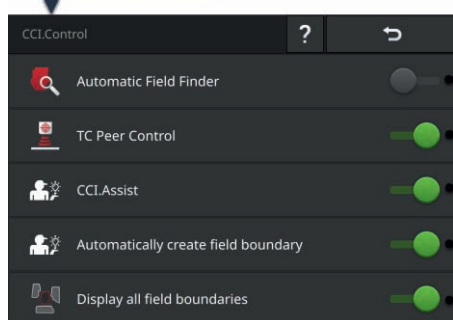 CCI.Control
?
Automatic Field Finder
TC Peer Control
CCI.Assist
Automatically create field boundary
Display all field boundaries